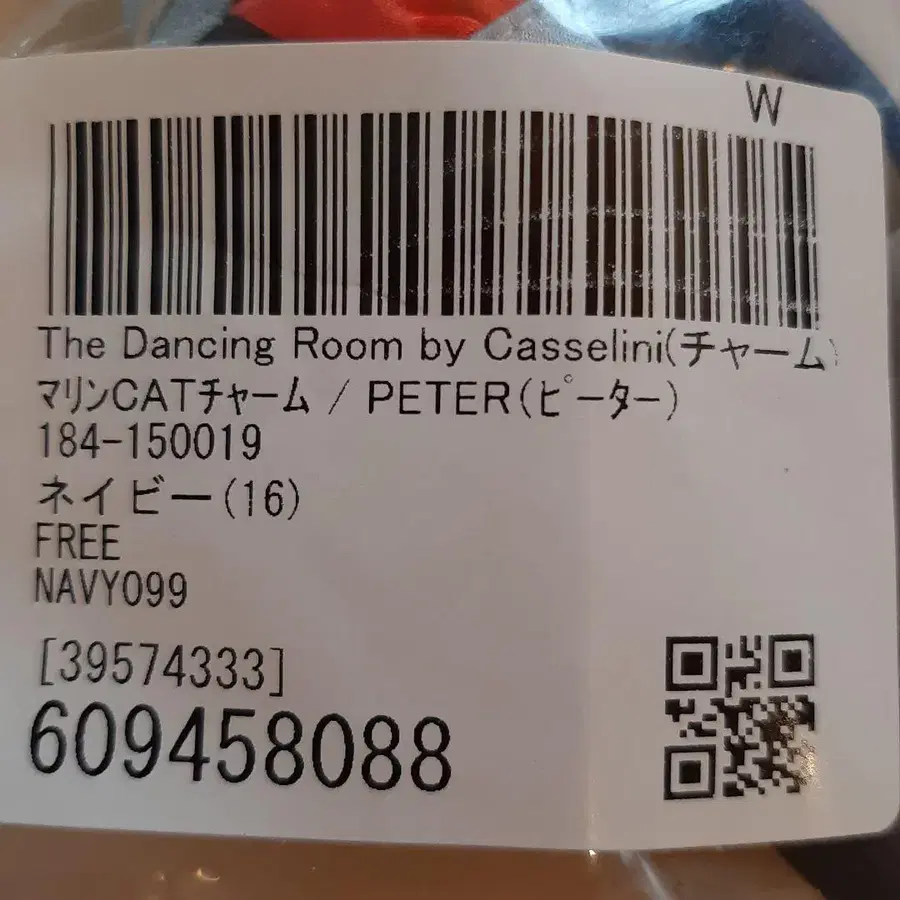 W
The Dancing Room by Casselini(チャーム)
マリンCATチャーム / PETER(ピーター)
184-150019
ネイビー(16)
FREE
NAVY099
[39574333]
609458088